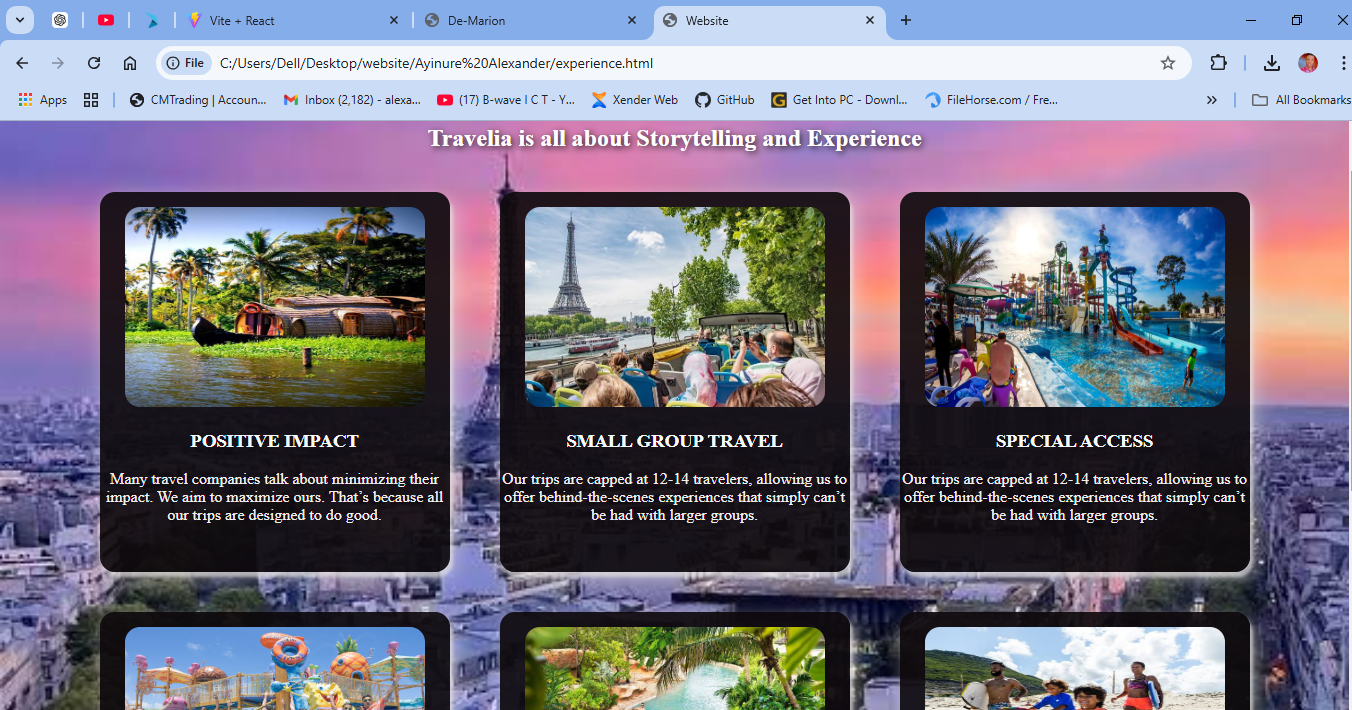 Vite + React
De-Marion
Website
File
C:/Users/Dell/Desktop/website/Ayinure%20Alexander/experience.html
Apps
CMTrading | Accoun...
Inbox (2,182) - alexa...
(17) B-wave I C T - Y...
Xender Web
GitHub
Get Into PC - Downl...
FileHorse.com / Fre...
All Bookmarks
Travelia is all about Storytelling and Experience
POSITIVE IMPACT
Many travel companies talk about minimizing their
impact. We aim to maximize ours. That’s because all
our trips are designed to do good.
SMALL GROUP TRAVEL
Our trips are capped at 12-14 travelers, allowing us to
offer behind-the-scenes experiences that simply can’t
be had with larger groups.
SPECIAL ACCESS
Our trips are capped at 12-14 travelers, allowing us to
offer behind-the-scenes experiences that simply can’t
be had with larger groups.